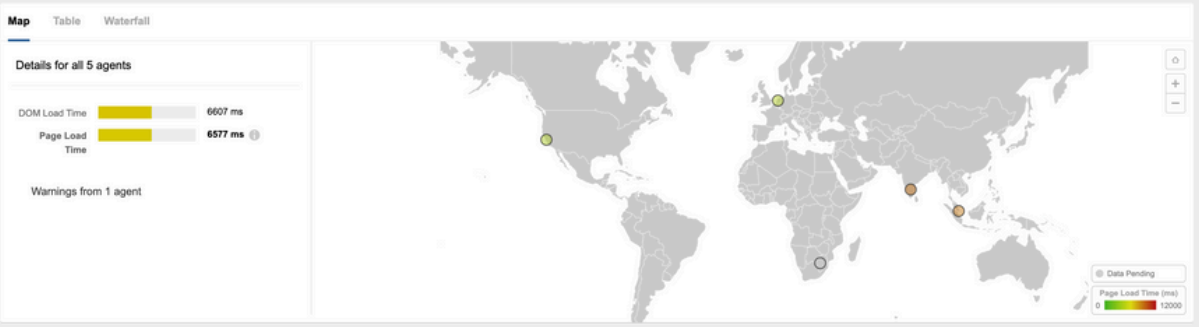 Map Table Waterfall
Details for all 5 agents
DOM Load Time 6607 ms
Page Load Time 6577 ms
Warnings from 1 agent
Data Pending
Page Load Time (ms)
0 12000